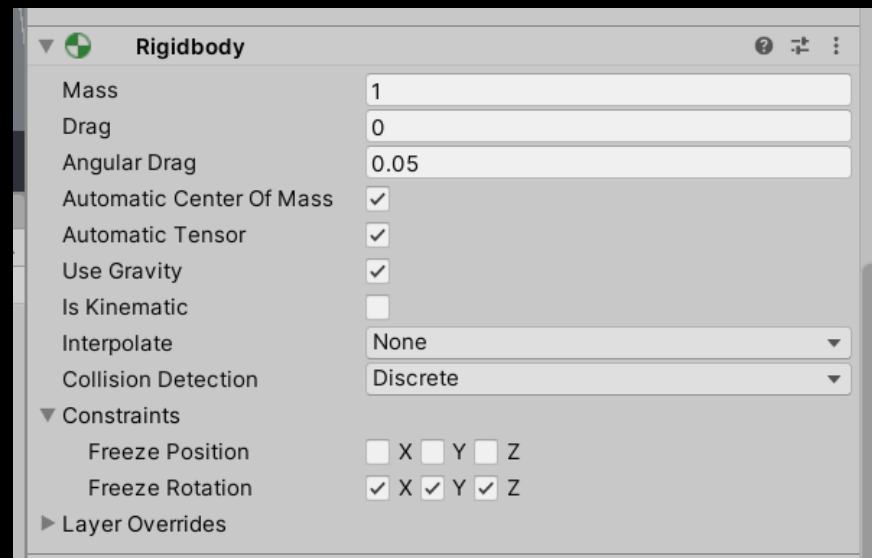 Rigidbody
Mass 1
Drag 0
Angular Drag 0.05
Automatic Center Of Mass
Automatic Tensor
Use Gravity
Is Kinematic
Interpolate None
Collision Detection Discrete
Constraints
Freeze Position X Y Z
Freeze Rotation X Y Z
Layer Overrides